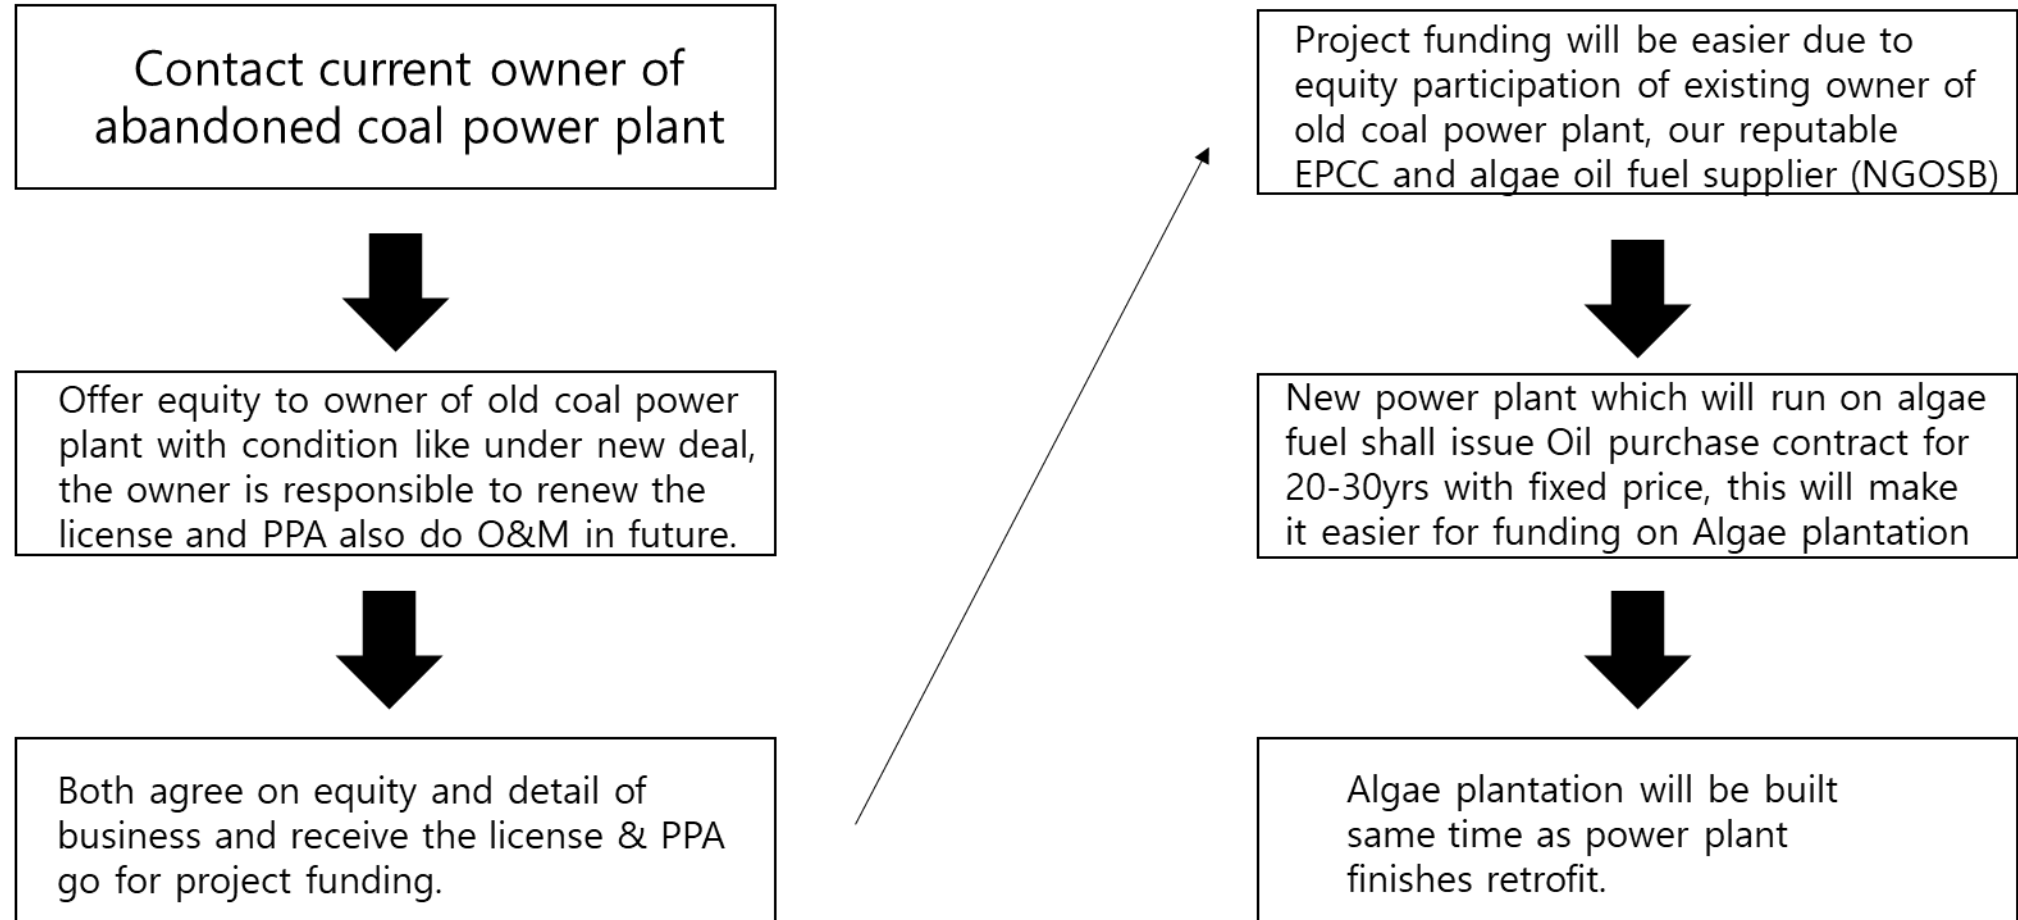 Contact current owner of
abandoned coal power plant
Offer equity to owner of old coal power
plant with condition like under new deal,
the owner is responsible to renew the
license and PPA also do O&M in future.
Both agree on equity and detail of
business and receive the license & PPA
go for project funding.
Project funding will be easier due to
equity participation of existing owner of
old coal power plant, our reputable
EPCC and algae oil fuel supplier (NGOSB)
New power plant which will run on algae
fuel shall issue Oil purchase contract for
20-30yrs with fixed price, this will make
it easier for funding on Algae plantation
Algae plantation will be built
same time as power plant
finishes retrofit.